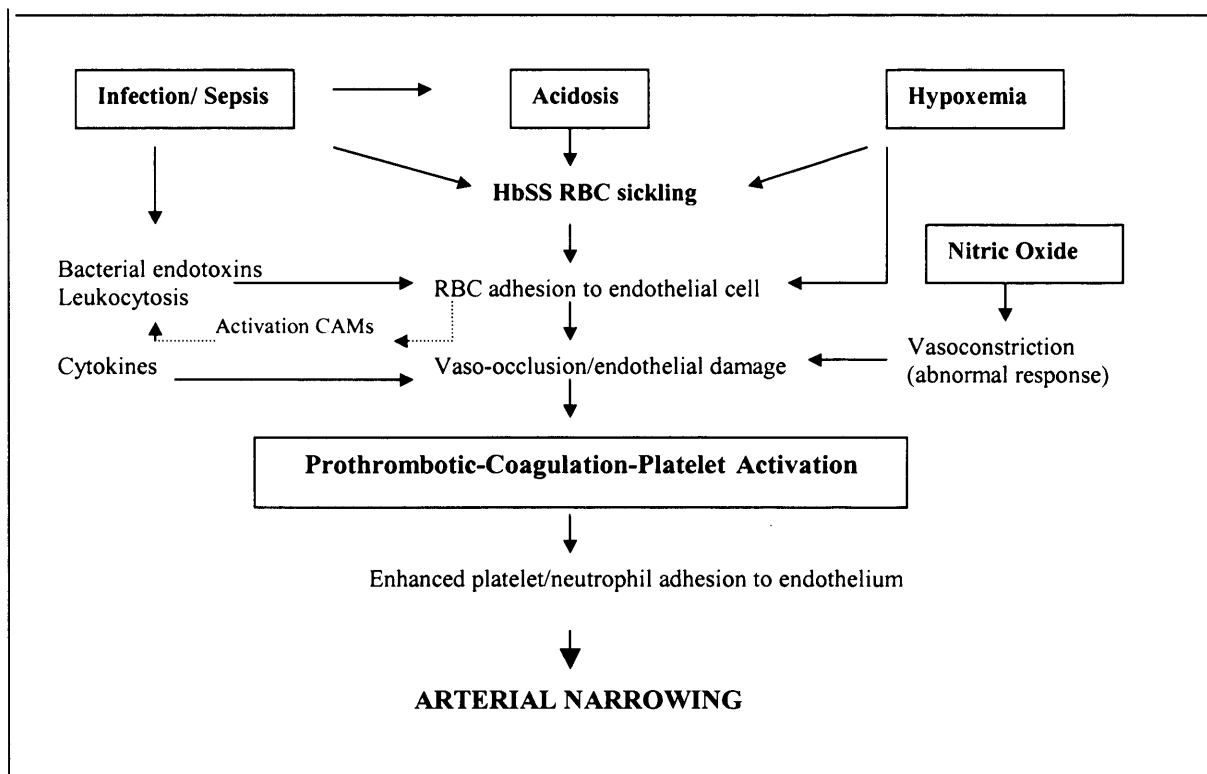 Infection/ Sepsis
Acidosis
Hypoxemia
HbSS RBC sickling
Nitric Oxide
Bacterial endotoxins
Leukocytosis
RBC adhesion to endothelial cell
Activation CAMs
Vasoconstriction
(abnormal response)
Cytokines
Vaso-occlusion/endothelial damage
Prothrombotic-Coagulation-Platelet Activation
Enhanced platelet/neutrophil adhesion to endothelium
ARTERIAL NARROWING